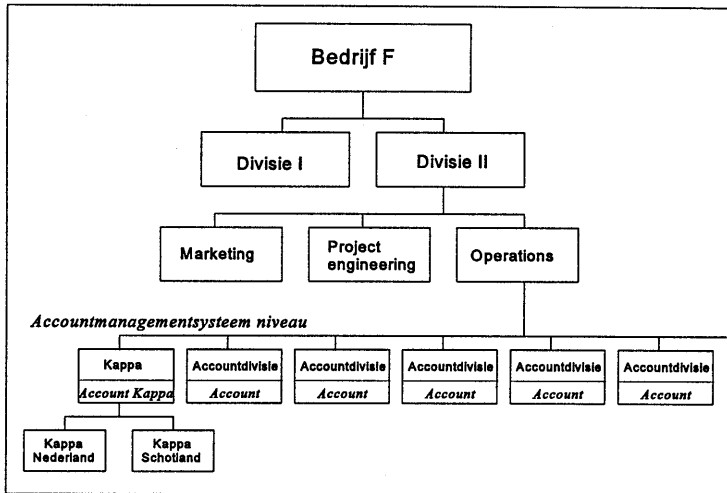 Bedrijf F
Divisie I
Divisie II
Marketing
Project
engineering
Operations
Accountmanagementsysteem niveau
Kappa
Account Kappa
Accountdivisie
Account
Accountdivisie
Account
Accountdivisie
Account
Accountdivisie
Account
Accountdivisie
Account
Kappa
Nederland
Kappa
Schotland